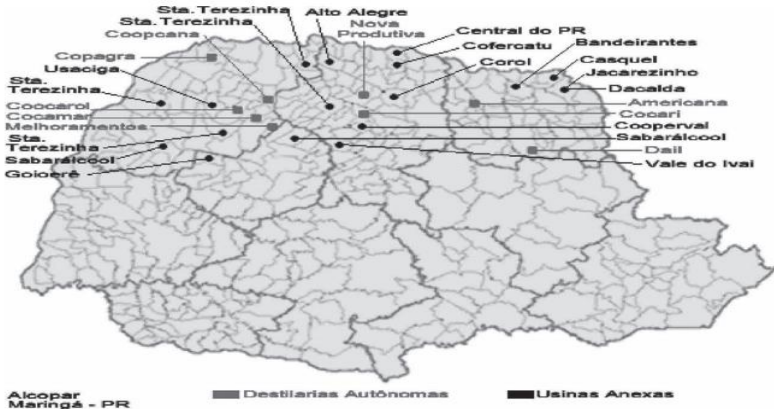 Sta. Terezinha
Alto Alegre
Sta. Terezinha
Nova
Produtiva
Coopcana
Central do PR
Copagra
Cofercatu
Bandeirantes
Usaciga
Corol
Casquel
Jacarezinho
Sta.
Terezinha
Dacalda
Coocarol
Americana
Cocamar
Cocari
Melhoramentos
Cooperval
Sta.
Terezinha
Sabarálcool
Sabarálcool
Dail
Goioerê
Vale do Ivai
Alcopar
Maringá - PR
Destilarias Autônomas
Usinas Anexas